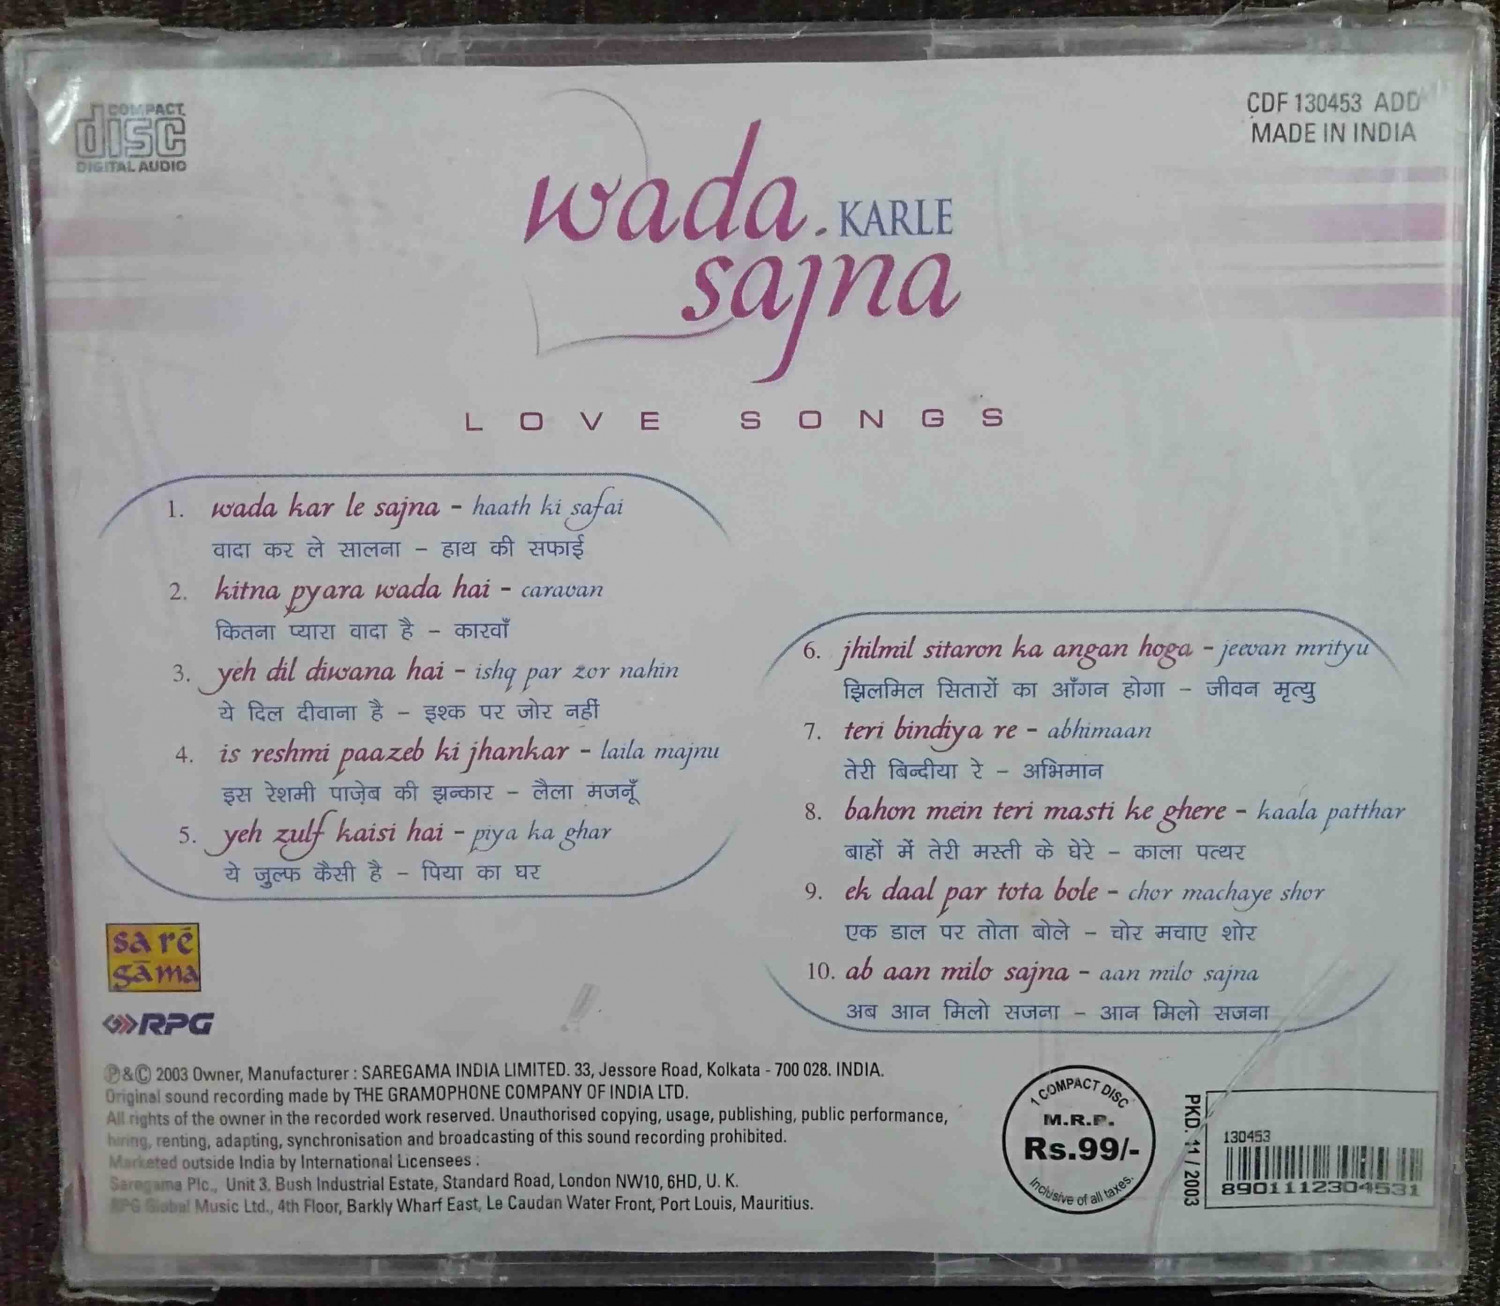 COMPACT
disc
DIGITAL AUDIO
CDF 130453 ADD
MADE IN INDIA
wada KARLE
sajna
LOVE SONGS
1. wada kar le sajna - haath ki safai
वादा कर ले सालना - हाथ की सफाई
2. kitna pyara wada hai - caravan
कितना प्यारा वादा है - कारवाँ
3. yeh dil diwana hai - ishq par zor nahin
ये दिल दीवाना है - इश्क पर जोर नहीं
4. is reshmi paazeb ki jhankar - laila majnu
इस रेशमी पाज़ेब की झन्कार - लैला मजनूँ
5. yeh zulf kaisi hai - piya ka ghar
ये जुल्फ कैसी है - पिया का घर
6. jhilmil sitaron ka angan hoga - jeevan mrityu
झिलमिल सितारों का आँगन होगा - जीवन मृत्यु
7. teri bindiya re - abhimaan
तेरी बिन्दीया रे - अभिमान
8. bahon mein teri masti ke ghere - kaala patthar
बाहों में तेरी मस्ती के घेरे - काला पत्थर
9. ek daal par tota bole - chor machaye shor
एक डाल पर तोता बोले - चोर मचाए शोर
10. ab aan milo sajna - aan milo sajna
अब आन मिलो सजना - आन मिलो सजना
sa rē
gāma
RPG
℗&© 2003 Owner, Manufacturer : SAREGAMA INDIA LIMITED. 33, Jessore Road, Kolkata - 700 028. INDIA.
Original sound recording made by THE GRAMOPHONE COMPANY OF INDIA LTD.
All rights of the owner in the recorded work reserved. Unauthorised copying, usage, publishing, public performance,
hiring, renting, adapting, synchronisation and broadcasting of this sound recording prohibited.
Marketed outside India by International Licensees :
Saregama Plc., Unit 3, Bush Industrial Estate, Standard Road, London NW10, 6HD, U. K.
RPG Global Music Ltd., 4th Floor, Barkly Wharf East, Le Caudan Water Front, Port Louis, Mauritius.
1 COMPACT DISC
M.R.P.
Rs.99/-
Inclusive of all taxes.
PKD. 11 / 2003
130453
8901112304531